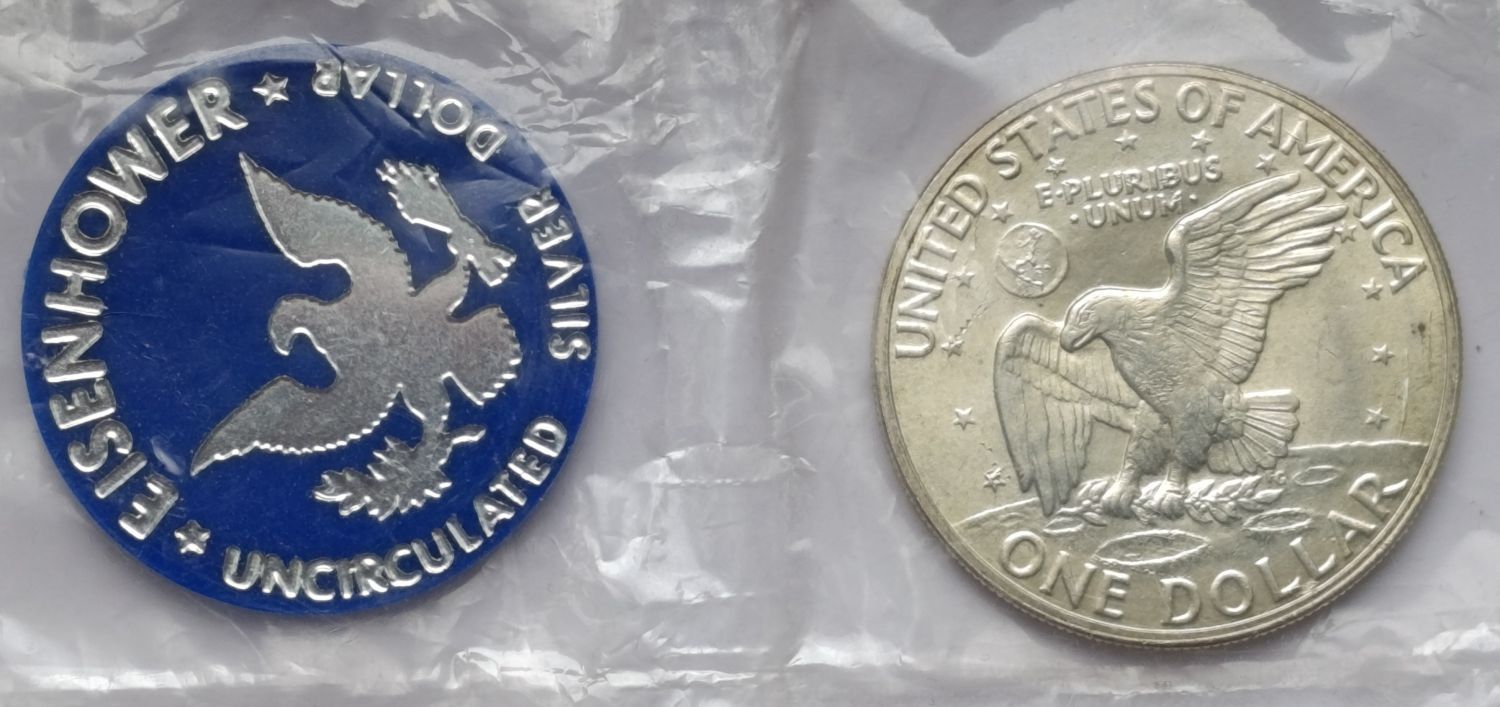 EISENHOWER
UNCIRCULATED
SILVER
DOLLAR
UNITED STATES OF AMERICA
E·PLURIBUS
·UNUM·
ONE DOLLAR